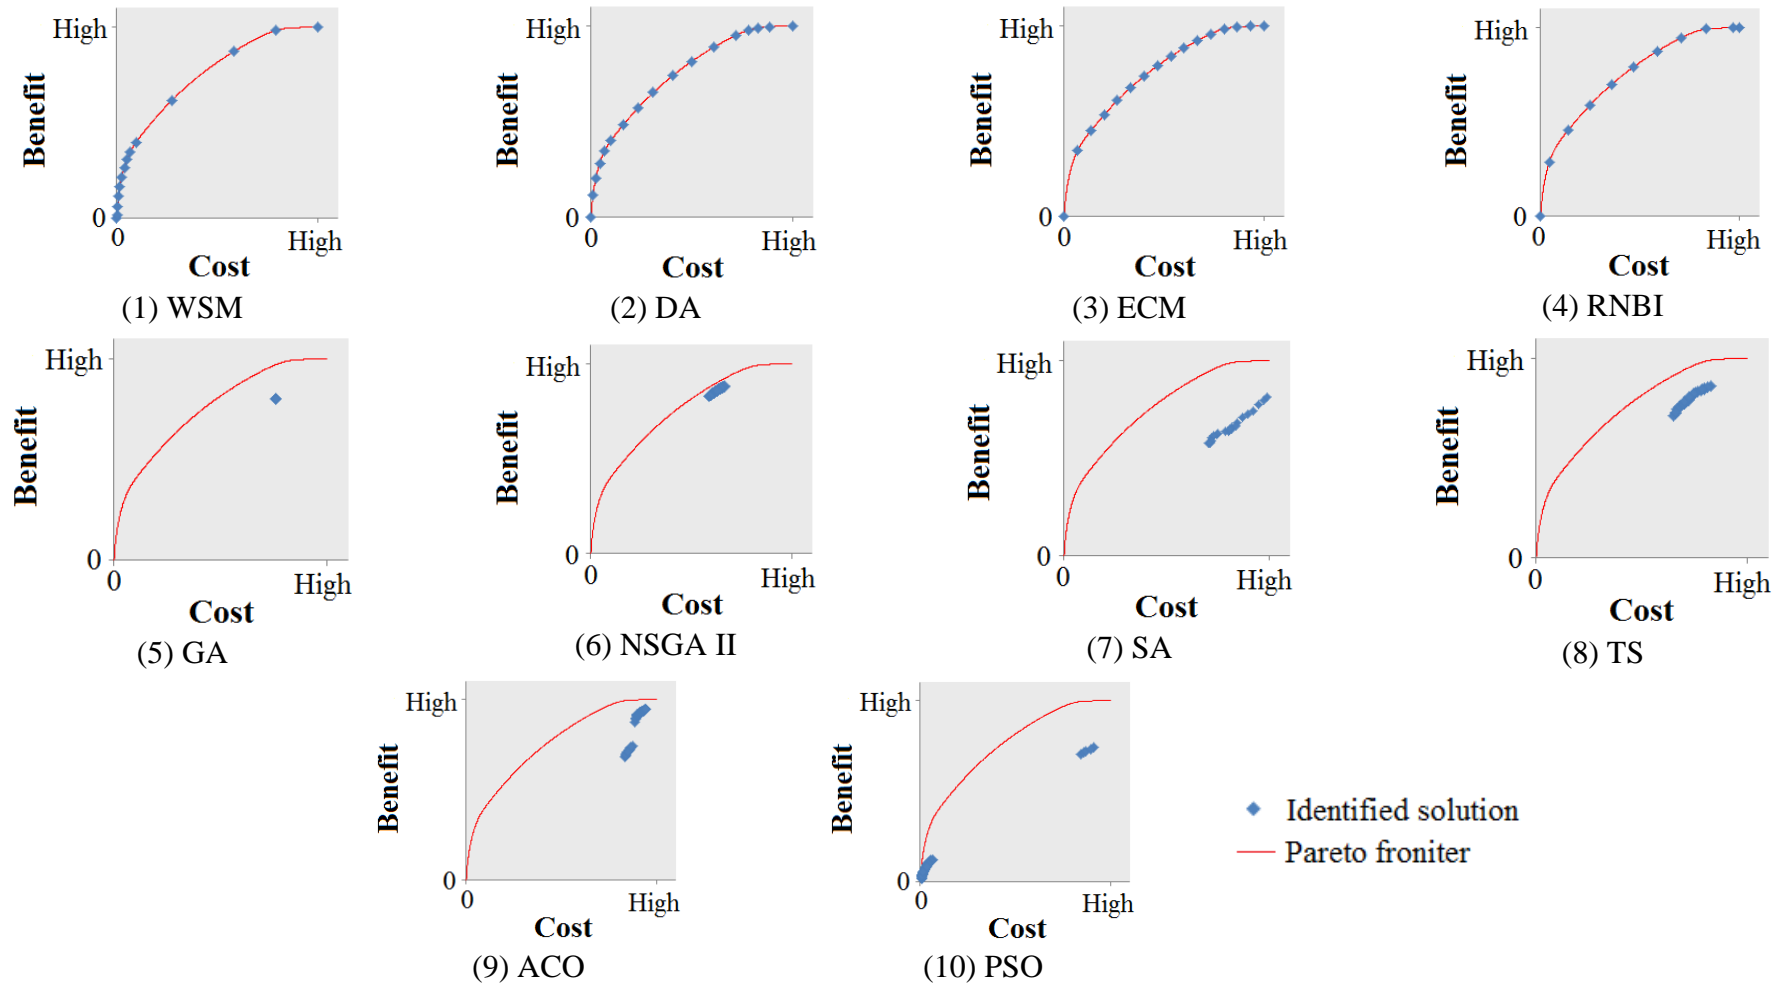 High
Benefit
0
0
High
Cost
(1) WSM
High
Benefit
0
0
High
Cost
(2) DA
High
Benefit
0
0
High
Cost
(3) ECM
High
Benefit
0
0
High
Cost
(4) RNBI
High
Benefit
0
0
High
Cost
(5) GA
High
Benefit
0
0
High
Cost
(6) NSGA II
High
Benefit
0
0
High
Cost
(7) SA
High
Benefit
0
0
High
Cost
(8) TS
High
Benefit
0
0
High
Cost
(9) ACO
High
Benefit
0
0
High
Cost
(10) PSO
Identified solution
Pareto froniter